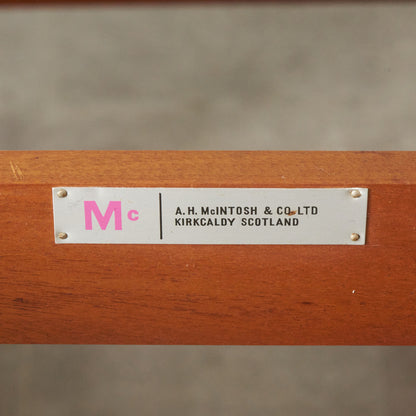 Mc
A.H. McINTOSH & CO LTD
KIRKCALDY SCOTLAND